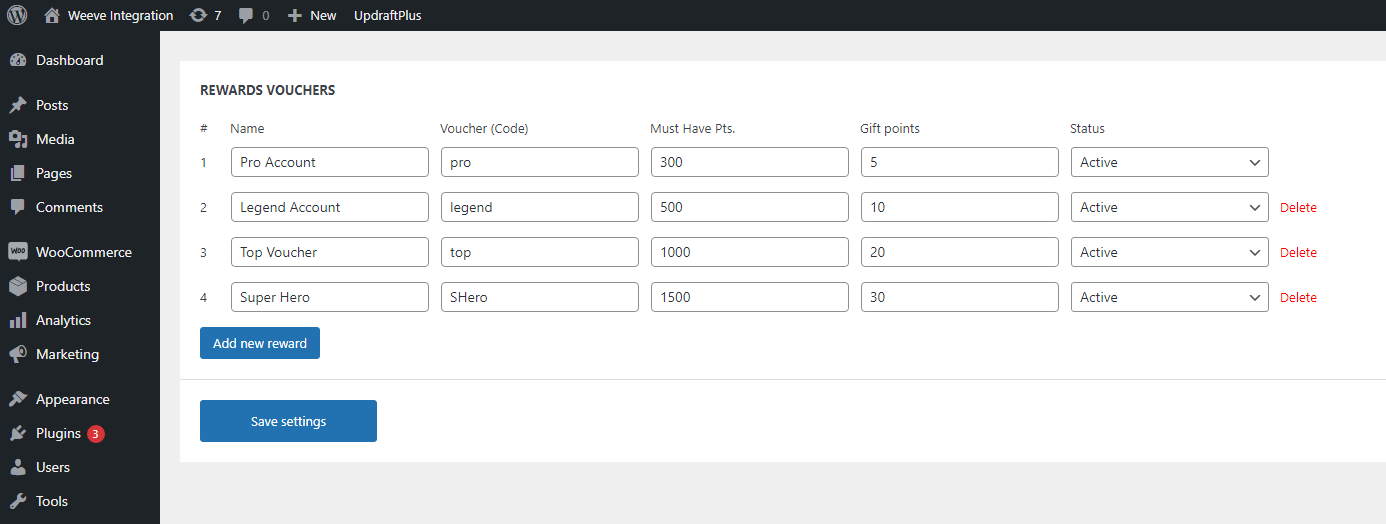 Weeve Integration 7 0 New UpdraftPlus
Dashboard
Posts
Media
Pages
Comments
WooCommerce
Products
Analytics
Marketing
Appearance
Plugins 3
Users
Tools
REWARDS VOUCHERS
# Name Voucher (Code) Must Have Pts. Gift points Status
1 Pro Account pro 300 5 Active
2 Legend Account legend 500 10 Active Delete
3 Top Voucher top 1000 20 Active Delete
4 Super Hero SHero 1500 30 Active Delete
Add new reward
Save settings